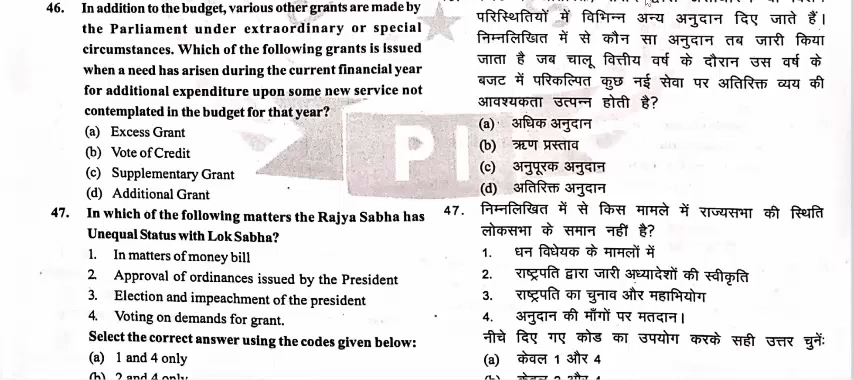 46. In addition to the budget, various other grants are made by
the Parliament under extraordinary or special
circumstances. Which of the following grants is issued
when a need has arisen during the current financial year
for additional expenditure upon some new service not
contemplated in the budget for that year?
(a) Excess Grant
(b) Vote of Credit
(c) Supplementary Grant
(d) Additional Grant
47. In which of the following matters the Rajya Sabha has
Unequal Status with Lok Sabha?
1. In matters of money bill
2. Approval of ordinances issued by the President
3. Election and impeachment of the president
4. Voting on demands for grant.
Select the correct answer using the codes given below:
(a) 1 and 4 only
(b) 2 and 4 only
परिस्थितियों में विभिन्न अन्य अनुदान दिए जाते हैं।
निम्नलिखित में से कौन सा अनुदान तब जारी किया
जाता है जब चालू वित्तीय वर्ष के दौरान उस वर्ष के
बजट में परिकल्पित कुछ नई सेवा पर अतिरिक्त व्यय की
आवश्यकता उत्पन्न होती है?
(a) अधिक अनुदान
(b) ऋण प्रस्ताव
(c) अनुपूरक अनुदान
(d) अतिरिक्त अनुदान
47. निम्नलिखित में से किस मामले में राज्यसभा की स्थिति
लोकसभा के समान नहीं है?
1. धन विधेयक के मामलों में
2. राष्ट्रपति द्वारा जारी अध्यादेशों की स्वीकृति
3. राष्ट्रपति का चुनाव और महाभियोग
4. अनुदान की माँगों पर मतदान।
नीचे दिए गए कोड का उपयोग करके सही उत्तर चुनें:
(a) केवल 1 और 4